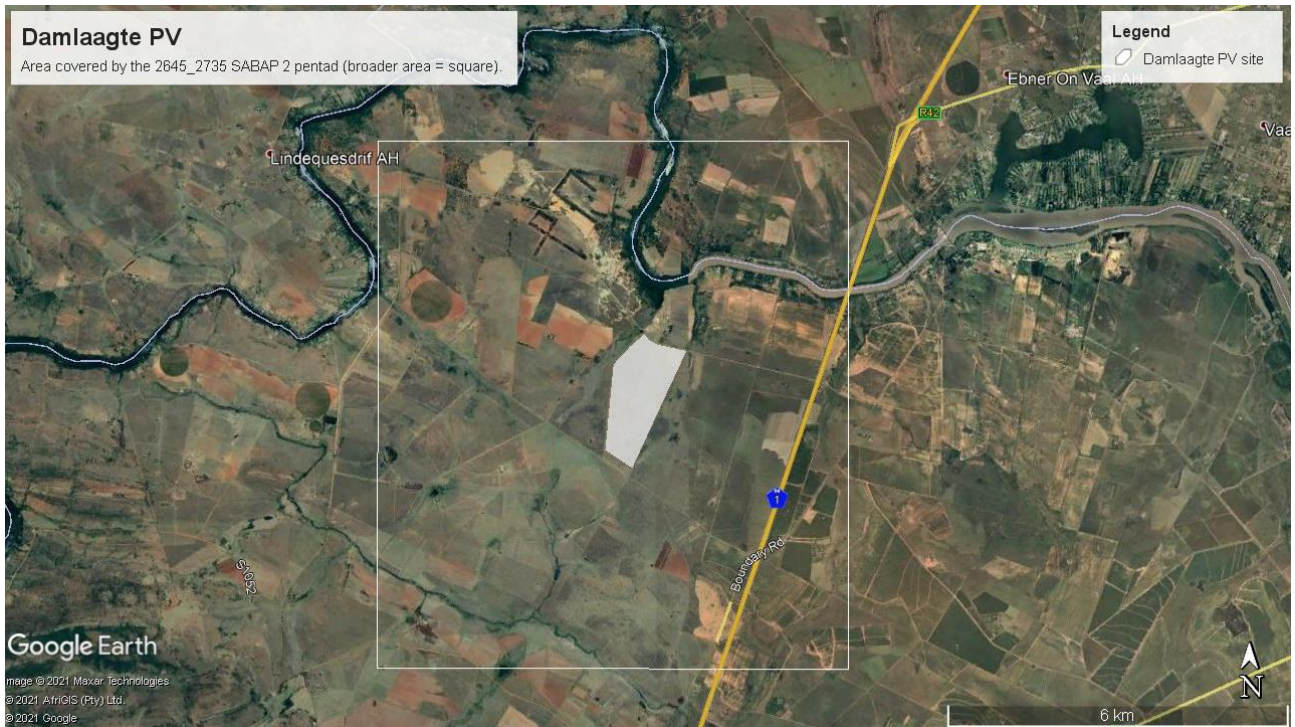 Damlaagte PV
Area covered by the 2645_2735 SABAP 2 pentad (broader area = square).
Legend
Damlaagte PV site
Ebner On Vaal AH
R42
Vaa
Lindequesdrif AH
N
1
Boundary Rd
S1052
Google Earth
mage © 2021 Maxar Technologies
© 2021 AfriGIS (Pty) Ltd.
© 2021 Google
N
6 km